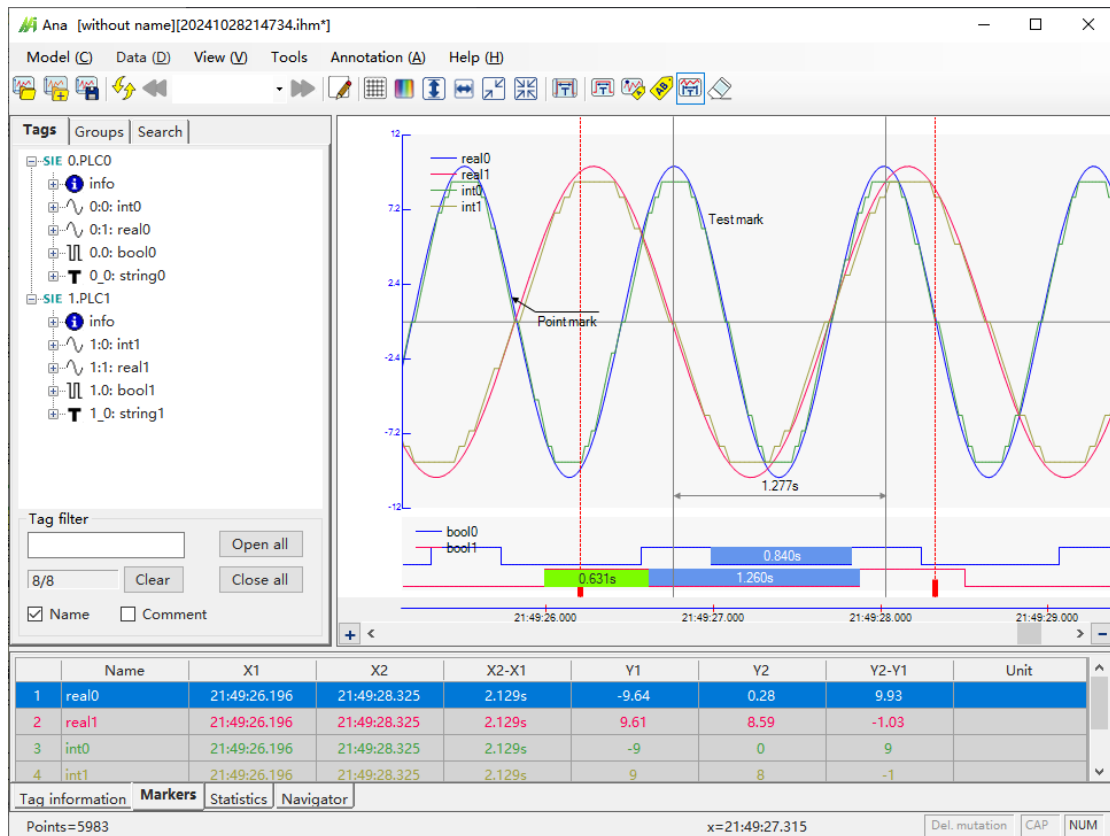 Ana [without name][20241028214734.ihm*]
Model (C) Data (D) View (V) Tools Annotation (A) Help (H)
Tags Groups Search
SIE 0.PLC0
info
0:0: int0
0:1: real0
0.0: bool0
0_0: string0
SIE 1.PLC1
info
1:0: int1
1:1: real1
1.0: bool1
1_0: string1
Tag filter
Open all
8/8 Clear Close all
Name Comment
12
7.2
2.4
-2.4
-7.2
-12
real0
real1
int0
int1
Test mark
Point mark
1.277s
bool0
bool1
0.840s
0.631s 1.260s
21:49:26.000 21:49:27.000 21:49:28.000 21:49:29.000
Name X1 X2 X2-X1 Y1 Y2 Y2-Y1 Unit
1 real0 21:49:26.196 21:49:28.325 2.129s -9.64 0.28 9.93
2 real1 21:49:26.196 21:49:28.325 2.129s 9.61 8.59 -1.03
3 int0 21:49:26.196 21:49:28.325 2.129s -9 0 9
4 int1 21:49:26.196 21:49:28.325 2.129s 9 8 -1
Tag information Markers Statistics Navigator
Points=5983 x=21:49:27.315 Del. mutation CAP NUM